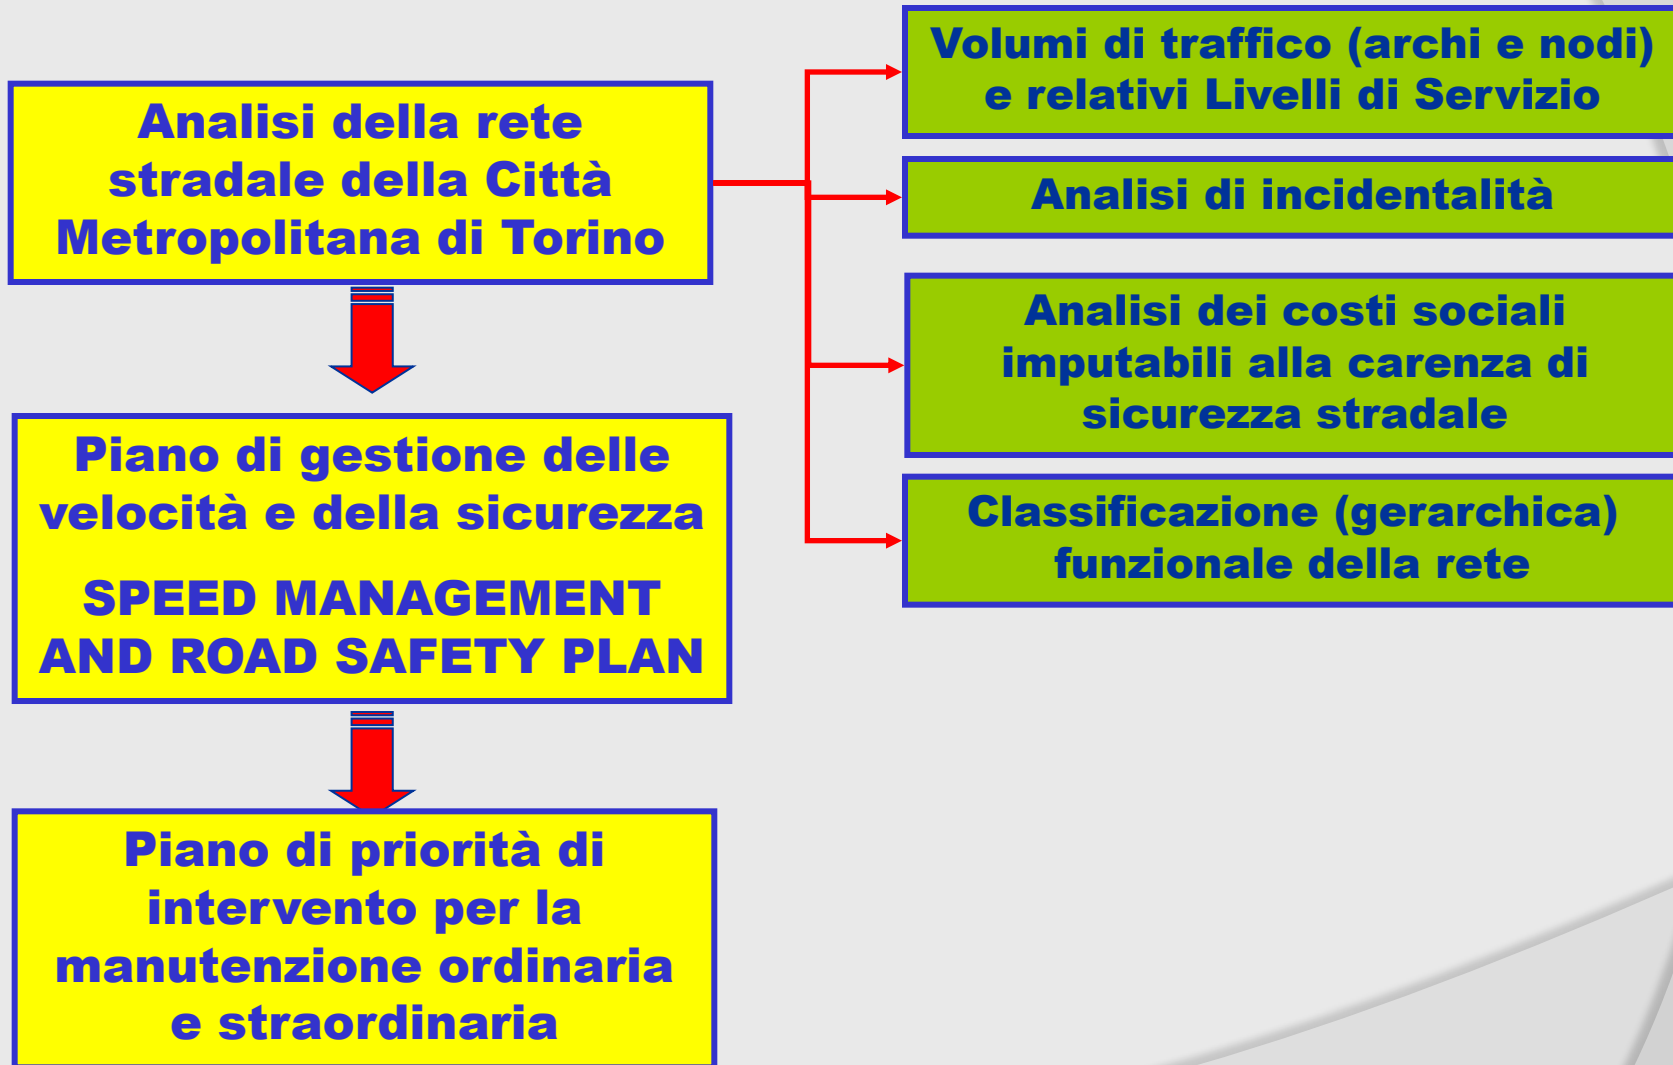 Analisi della rete
stradale della Città
Metropolitana di Torino
Volumi di traffico (archi e nodi)
e relativi Livelli di Servizio
Analisi di incidentalità
Analisi dei costi sociali
imputabili alla carenza di
sicurezza stradale
Classificazione (gerarchica)
funzionale della rete
Piano di gestione delle
velocità e della sicurezza
SPEED MANAGEMENT
AND ROAD SAFETY PLAN
Piano di priorità di
intervento per la
manutenzione ordinaria
e straordinaria